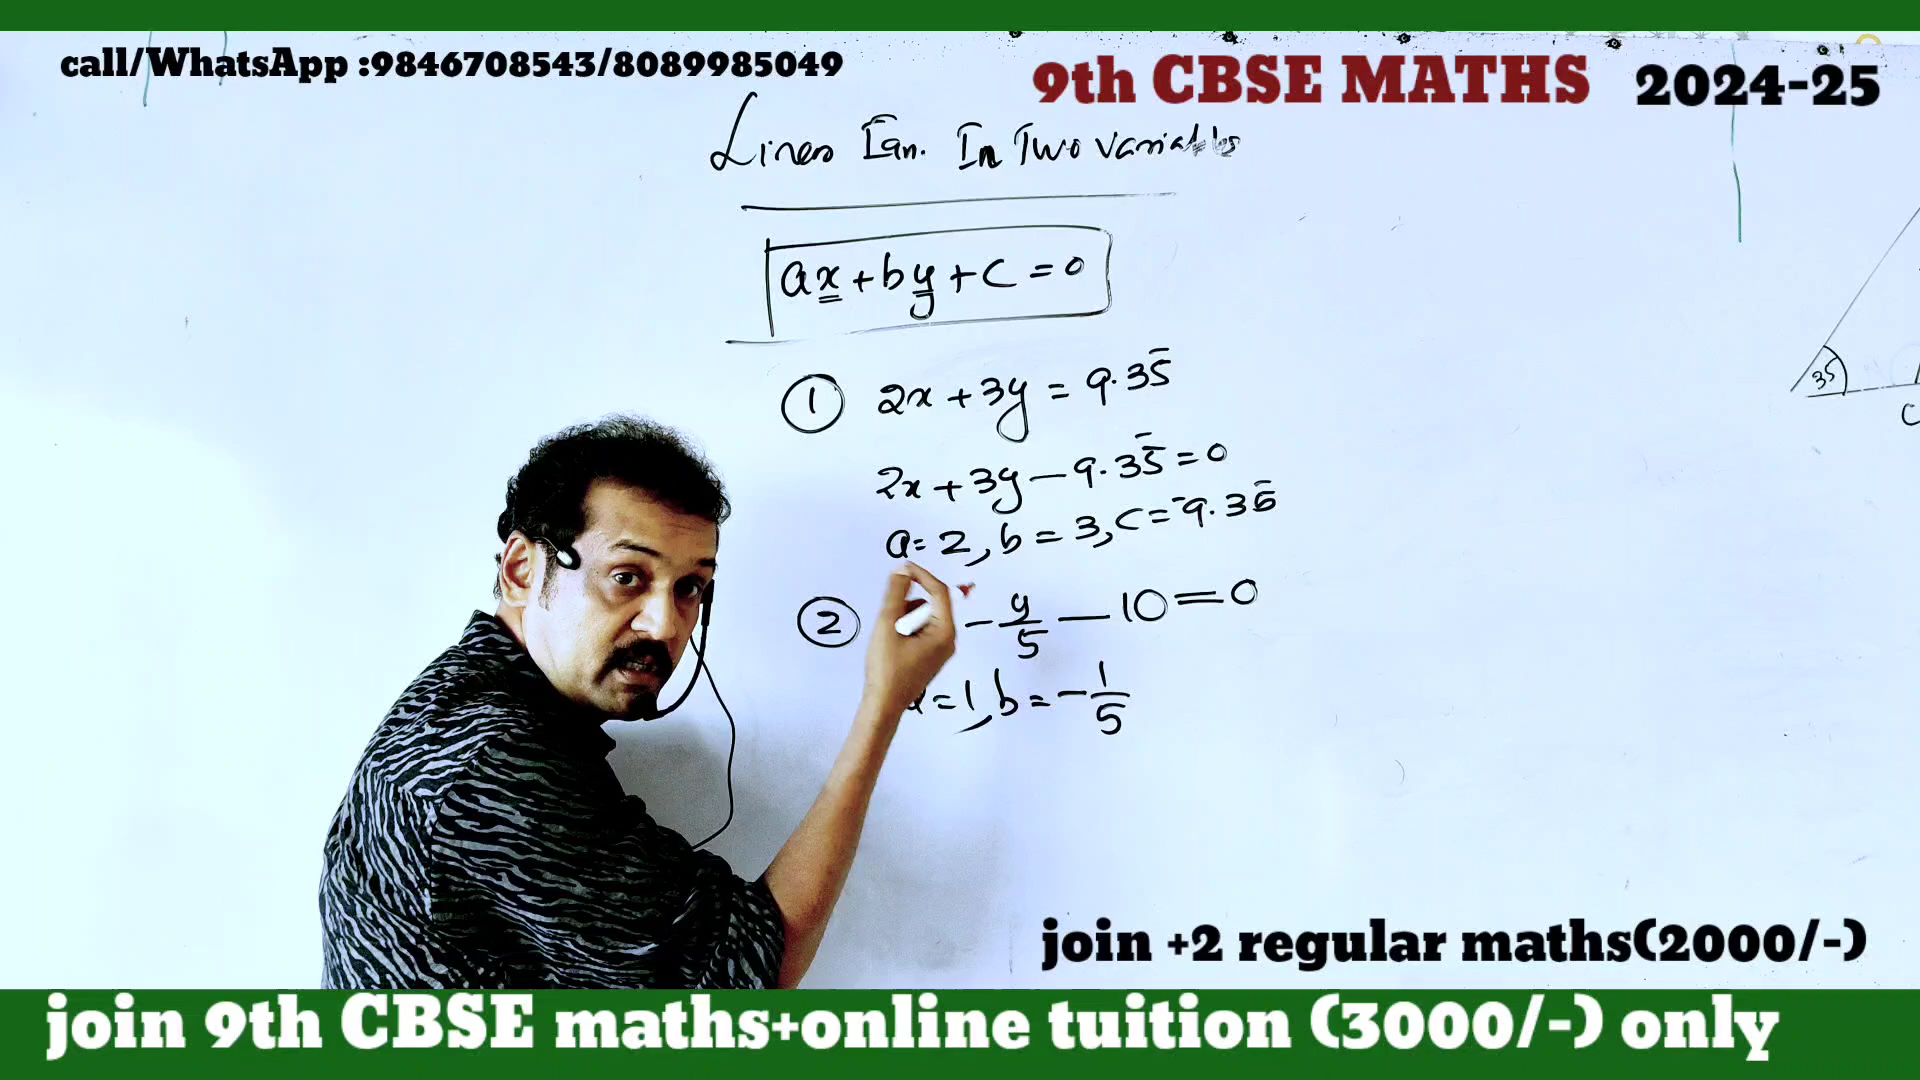 call/WhatsApp :9846708543/8089985049
9th CBSE MATHS 2024-25
Linear Eqn. In Two Variables
ax+by+c=0
① 2x+3y=9.35̅
2x+3y-9.35̅=0
a=2, b=3, c=-9.35̅
② -y/5-10=0
a=1, b=-1/5
35
join +2 regular maths(2000/-)
join 9th CBSE maths+online tuition (3000/-) only